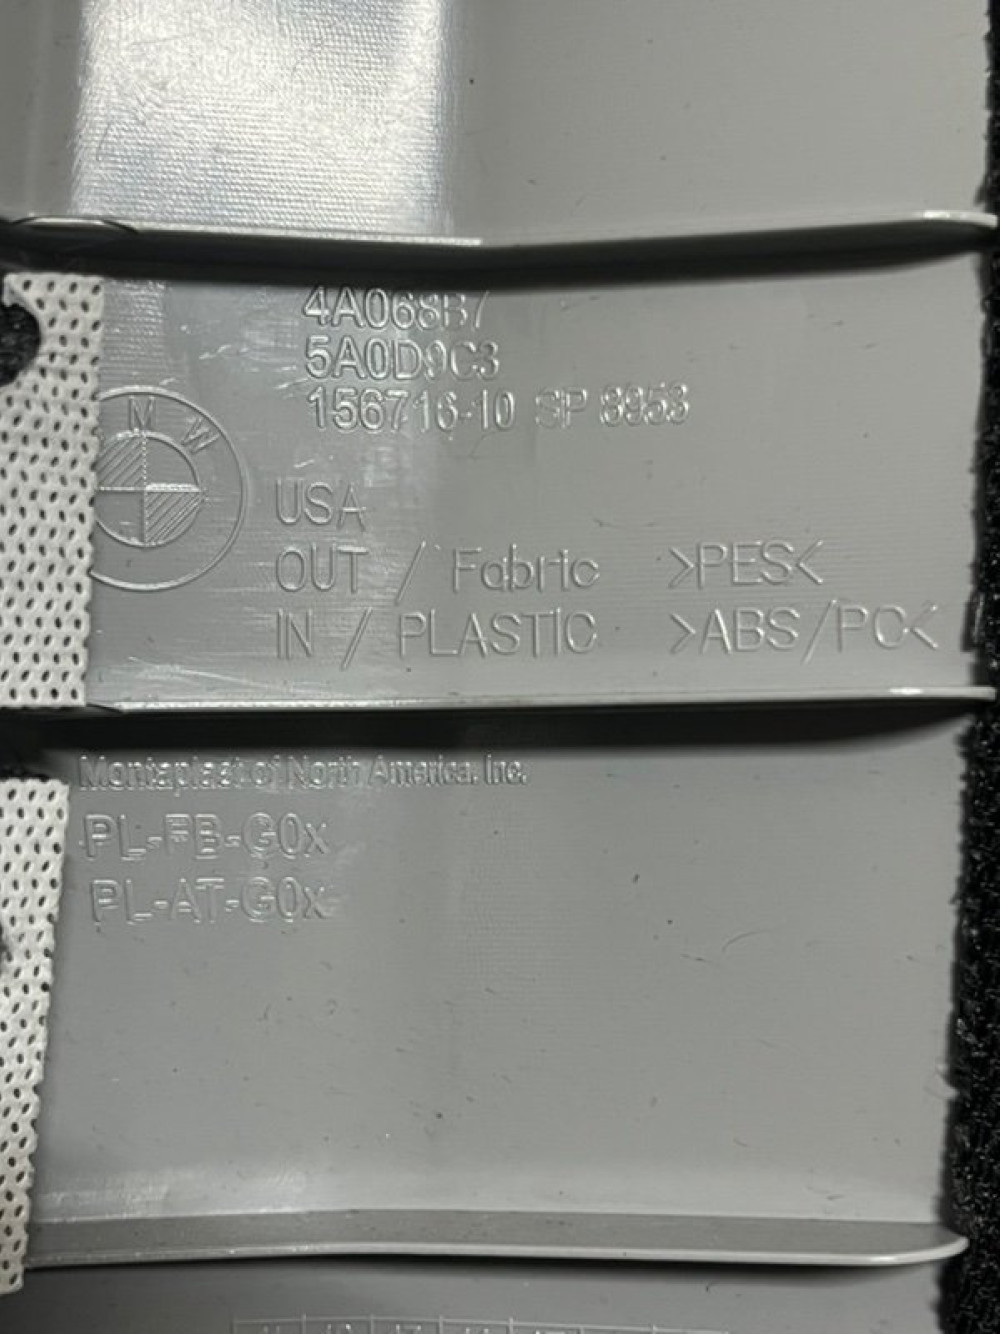 4A068B7
5A0D9C3
156716-10 SP 8953
M W
USA
OUT / Fabric >PES<
IN / PLASTIC >ABS/PC<
Montaplast of North America, Inc.
PL-FB-G0x
PL-AT-G0x